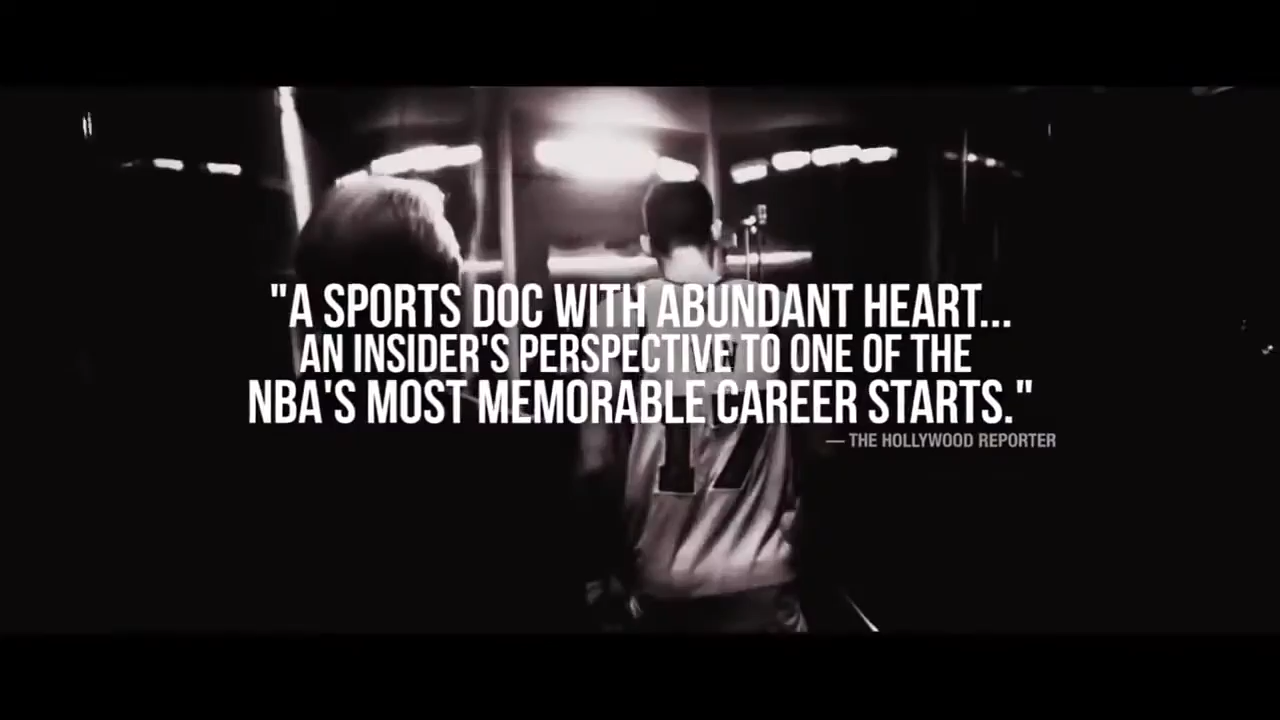 "A SPORTS DOC WITH ABUNDANT HEART...
AN INSIDER'S PERSPECTIVE TO ONE OF THE
NBA'S MOST MEMORABLE CAREER STARTS."
— THE HOLLYWOOD REPORTER
17